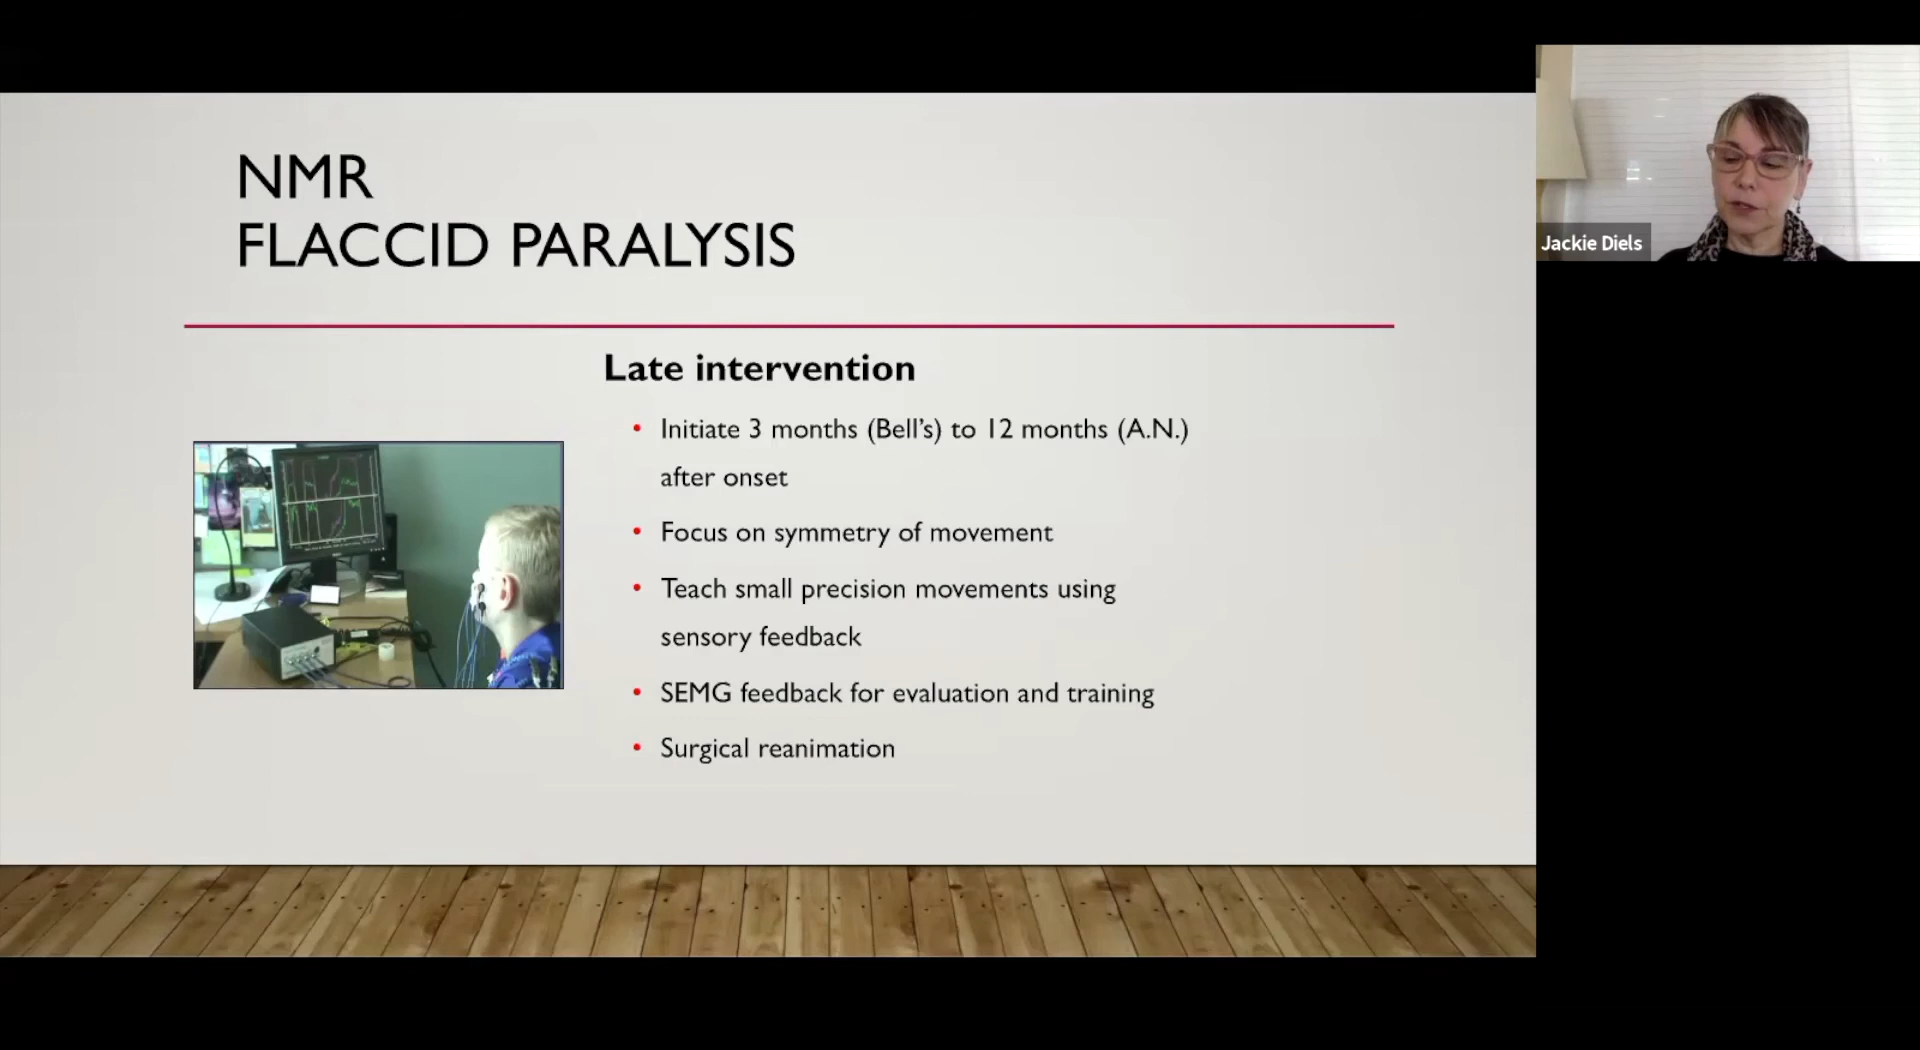 NMR
FLACCID PARALYSIS
Late intervention
• Initiate 3 months (Bell's) to 12 months (A.N.)
after onset
• Focus on symmetry of movement
• Teach small precision movements using
sensory feedback
• SEMG feedback for evaluation and training
• Surgical reanimation
Jackie Diels